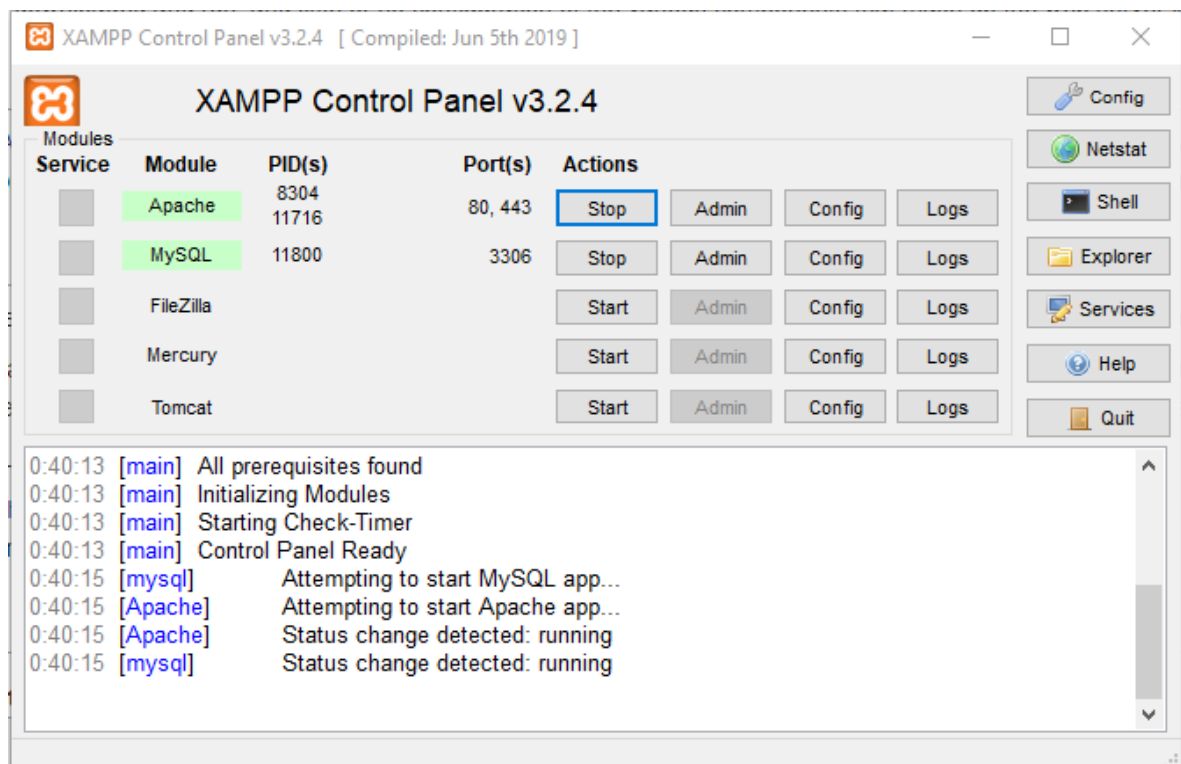 XAMPP Control Panel v3.2.4 [ Compiled: Jun 5th 2019 ]
XAMPP Control Panel v3.2.4
Config
Modules
Netstat
Service Module PID(s) Port(s) Actions
Apache 8304 11716 80, 443 Stop Admin Config Logs
Shell
MySQL 11800 3306 Stop Admin Config Logs
Explorer
FileZilla Start Admin Config Logs
Services
Mercury Start Admin Config Logs
Help
Tomcat Start Admin Config Logs
Quit
0:40:13 [main] All prerequisites found
0:40:13 [main] Initializing Modules
0:40:13 [main] Starting Check-Timer
0:40:13 [main] Control Panel Ready
0:40:15 [mysql] Attempting to start MySQL app...
0:40:15 [Apache] Attempting to start Apache app...
0:40:15 [Apache] Status change detected: running
0:40:15 [mysql] Status change detected: running